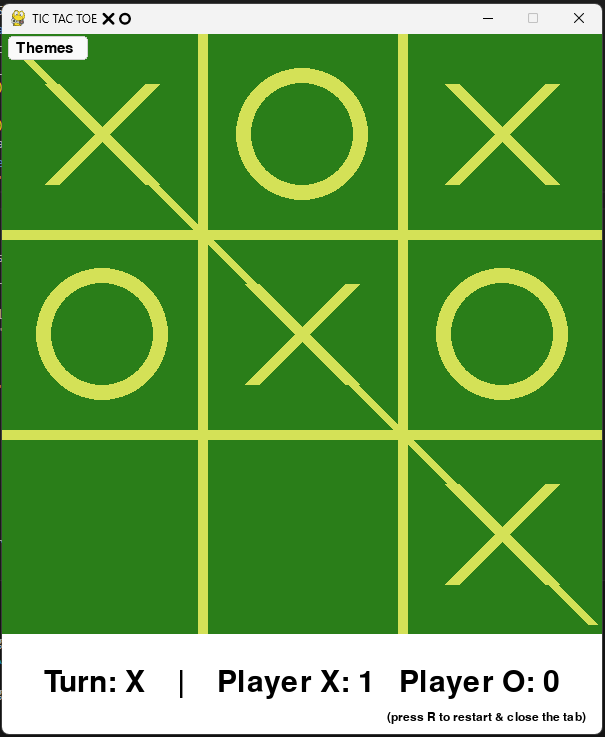 TIC TAC TOE ❌⭕
Themes
Turn: X | Player X: 1 Player O: 0
(press R to restart & close the tab)